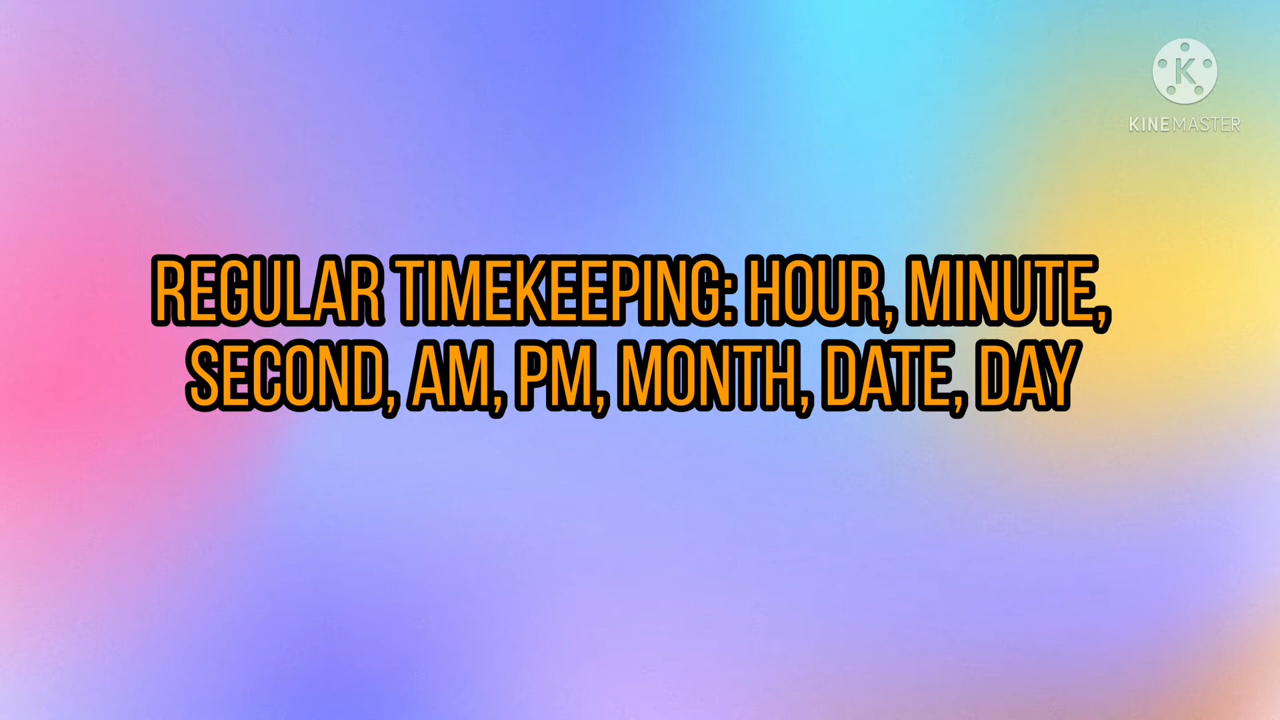 KINEMASTER
REGULAR TIMEKEEPING: HOUR, MINUTE,
SECOND, AM, PM, MONTH, DATE, DAY